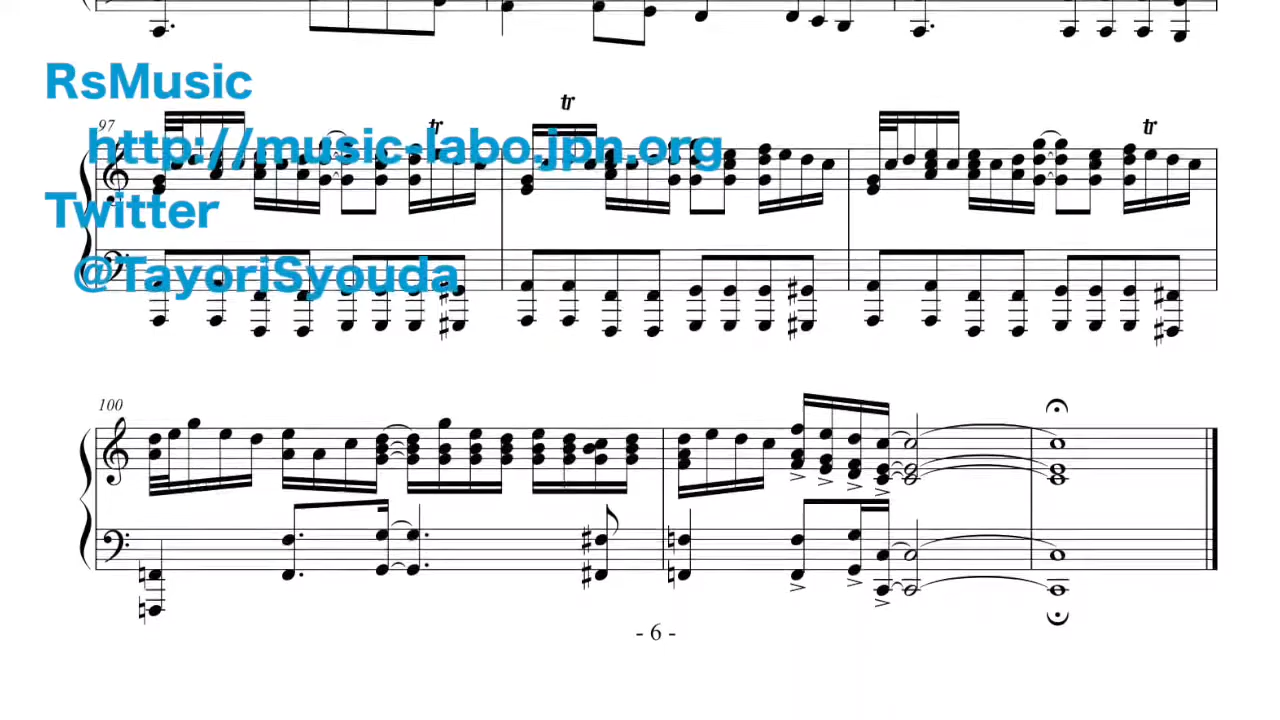 RsMusic
97
tr
tr
tr
http://music-labo.jpn.org
Twitter
@TayoriSyouda
100
- 6 -